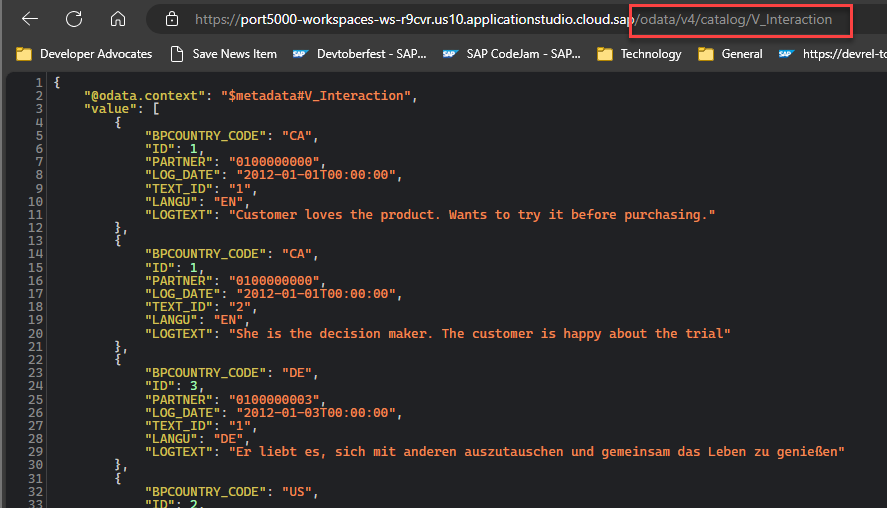 https://port5000-workspaces-ws-r9cvr.us10.applicationstudio.cloud.sap/odata/v4/catalog/V_Interaction
Developer Advocates Save News Item Devtoberfest - SAP... SAP CodeJam - SAP... Technology General https://devrel-to
1 {
2 "@odata.context": "$metadata#V_Interaction",
3 "value": [
4 {
5 "BPCOUNTRY_CODE": "CA",
6 "ID": 1,
7 "PARTNER": "0100000000",
8 "LOG_DATE": "2012-01-01T00:00:00",
9 "TEXT_ID": "1",
10 "LANGU": "EN",
11 "LOGTEXT": "Customer loves the product. Wants to try it before purchasing."
12 },
13 {
14 "BPCOUNTRY_CODE": "CA",
15 "ID": 1,
16 "PARTNER": "0100000000",
17 "LOG_DATE": "2012-01-01T00:00:00",
18 "TEXT_ID": "2",
19 "LANGU": "EN",
20 "LOGTEXT": "She is the decision maker. The customer is happy about the trial"
21 },
22 {
23 "BPCOUNTRY_CODE": "DE",
24 "ID": 3,
25 "PARTNER": "0100000003",
26 "LOG_DATE": "2012-01-03T00:00:00",
27 "TEXT_ID": "1",
28 "LANGU": "DE",
29 "LOGTEXT": "Er liebt es, sich mit anderen auszutauschen und gemeinsam das Leben zu genießen"
30 },
31 {
32 "BPCOUNTRY_CODE": "US",
33 "ID": 2,